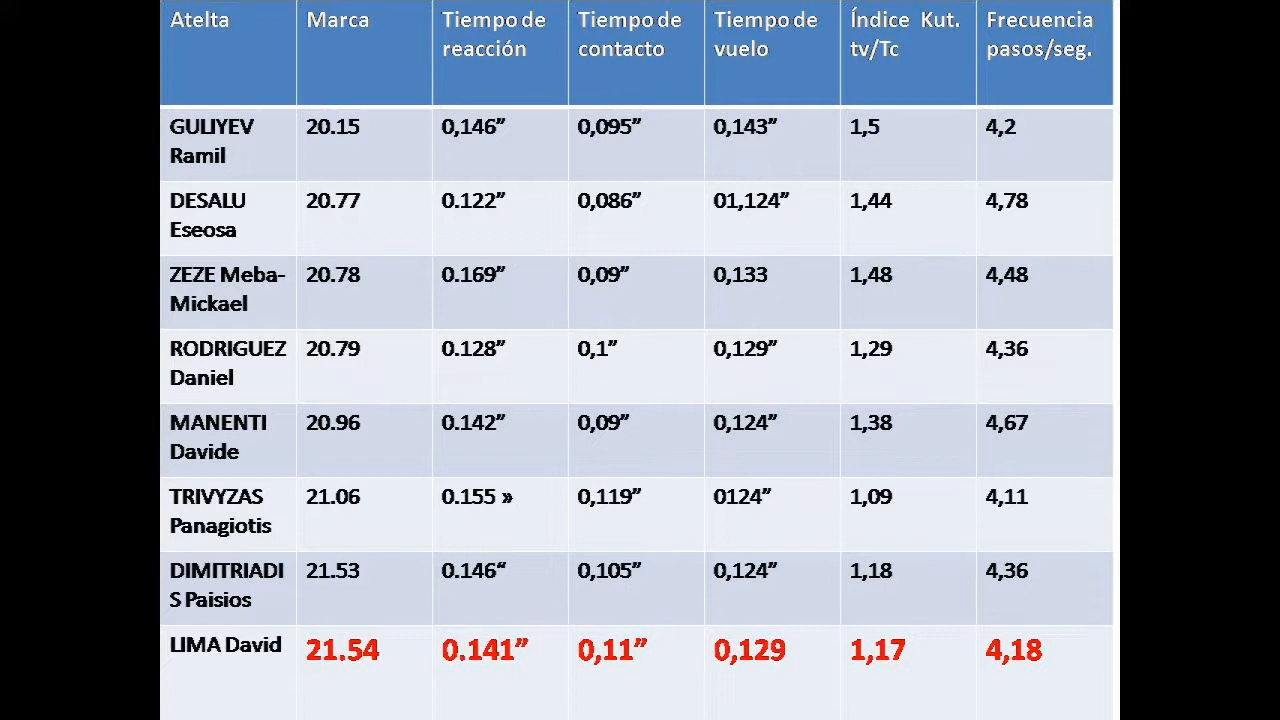 Atelta Marca Tiempo de reacción Tiempo de contacto Tiempo de vuelo Índice Kut. tv/Tc Frecuencia pasos/seg.
GULIYEV Ramil 20.15 0,146” 0,095” 0,143” 1,5 4,2
DESALU Eseosa 20.77 0.122” 0,086” 01,124” 1,44 4,78
ZEZE Meba-Mickael 20.78 0.169” 0,09” 0,133 1,48 4,48
RODRIGUEZ Daniel 20.79 0.128” 0,1” 0,129” 1,29 4,36
MANENTI Davide 20.96 0.142” 0,09” 0,124” 1,38 4,67
TRIVYZAS Panagiotis 21.06 0.155 » 0,119” 0124” 1,09 4,11
DIMITRIADIS Paisios 21.53 0.146“ 0,105” 0,124” 1,18 4,36
LIMA David 21.54 0.141” 0,11” 0,129 1,17 4,18